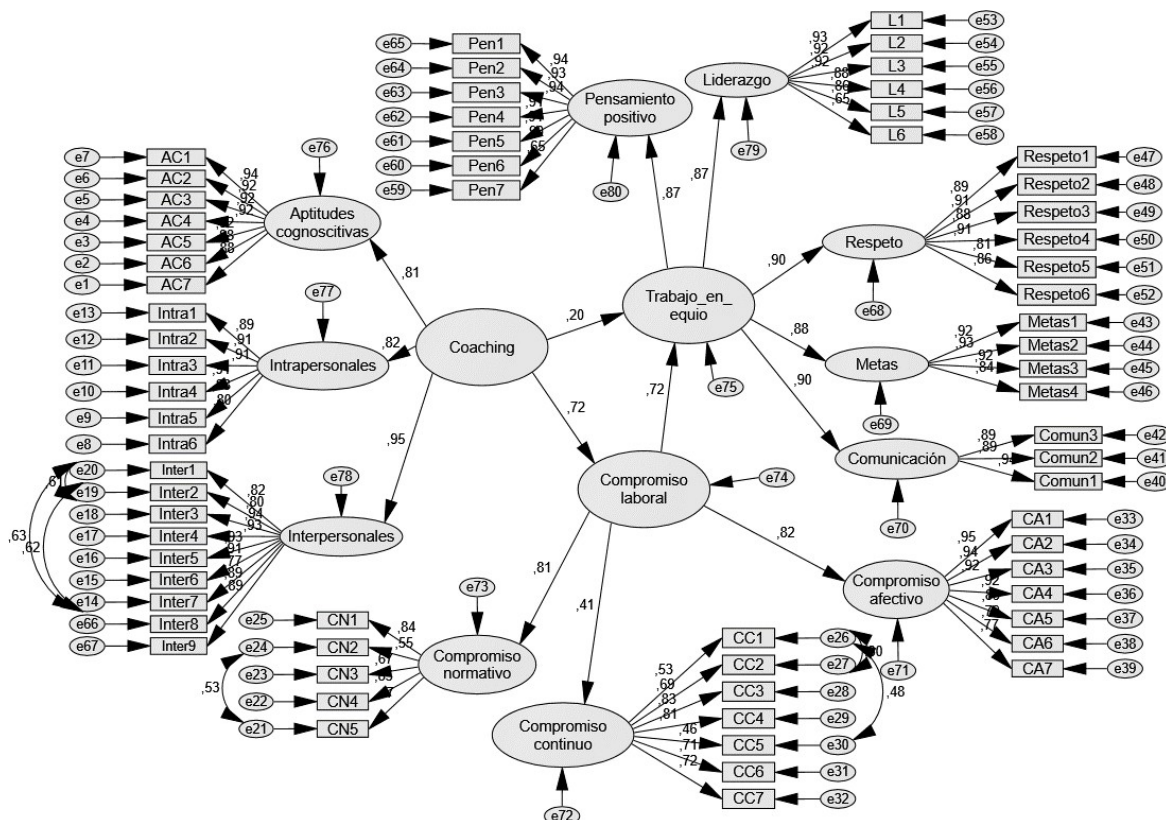 e65
Pen1
e64
Pen2
e63
Pen3
e62
Pen4
e61
Pen5
e60
Pen6
e59
Pen7
,94
,93
,94
,65
Pensamiento
positivo
e80
,87
Liderazgo
e79
,87
,93
,92
,92
,88
,86
,65
L1
e53
L2
e54
L3
e55
L4
e56
L5
e57
L6
e58
e7
AC1
e6
AC2
e5
AC3
e4
AC4
e3
AC5
e2
AC6
e1
AC7
,94
,92
,92
,92
,88
e76
Aptitudes
cognoscitivas
,81
e13
Intra1
e12
Intra2
e11
Intra3
e10
Intra4
e9
Intra5
e8
Intra6
,89
,91
,91
,80
e77
Intrapersonales
,82
Coaching
,20
,72
,95
Trabajo_en_
equio
e75
,72
,90
,88
,90
Respeto
e68
,89
,91
,88
,91
,81
,86
Respeto1
e47
Respeto2
e48
Respeto3
e49
Respeto4
e50
Respeto5
e51
Respeto6
e52
Metas
e69
,92
,93
,92
,84
Metas1
e43
Metas2
e44
Metas3
e45
Metas4
e46
Comunicación
e70
,89
,89
Comun3
e42
Comun2
e41
Comun1
e40
e20
Inter1
e19
Inter2
e18
Inter3
e17
Inter4
e16
Inter5
e15
Inter6
e14
Inter7
e66
Inter8
e67
Inter9
,63
,62
,82
,80
,94
,93
,93
,91
,77
,89
,89
e78
Interpersonales
Compromiso
laboral
e74
,82
,81
,41
Compromiso
afectivo
e71
,95
,94
,92
,92
,77
CA1
e33
CA2
e34
CA3
e35
CA4
e36
CA5
e37
CA6
e38
CA7
e39
e73
Compromiso
normativo
e25
CN1
e24
CN2
e23
CN3
e22
CN4
e21
CN5
,53
,84
,55
,67
Compromiso
continuo
e72
,53
,69
,83
,81
,46
,71
,72
CC1
e26
CC2
e27
CC3
e28
CC4
e29
CC5
e30
CC6
e31
CC7
e32
,48